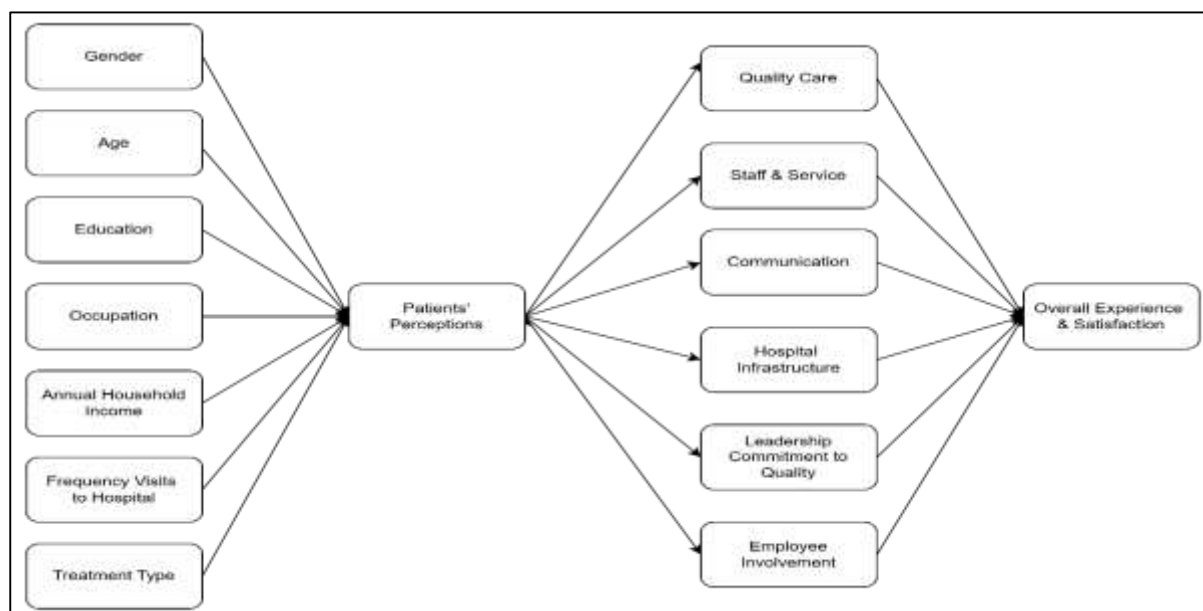 Gender
Age
Education
Occupation
Annual Household
Income
Frequency Visits
to Hospital
Treatment Type
Patients'
Perceptions
Quality Care
Staff & Service
Communication
Hospital
Infrastructure
Leadership
Commitment to
Quality
Employee
Involvement
Overall Experience
& Satisfaction